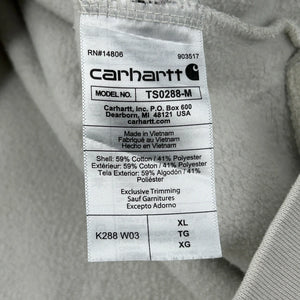 RN#14806 903517
carhartt
MODEL NO. TS0288-M
Carhartt, Inc. P.O. Box 600
Dearborn, MI 48121 USA
carhartt.com
Made in Vietnam
Fabriqué au Vietnam
Hecho en Vietnam
Shell: 59% Cotton / 41% Polyester
Extérieur: 59% Coton / 41% Polyester
Tela Exterior: 59% Algodón / 41%
Poliéster
Exclusive Trimming
Sauf Garnitures
Excepto Adorno
K288 W03
XL
TG
XG